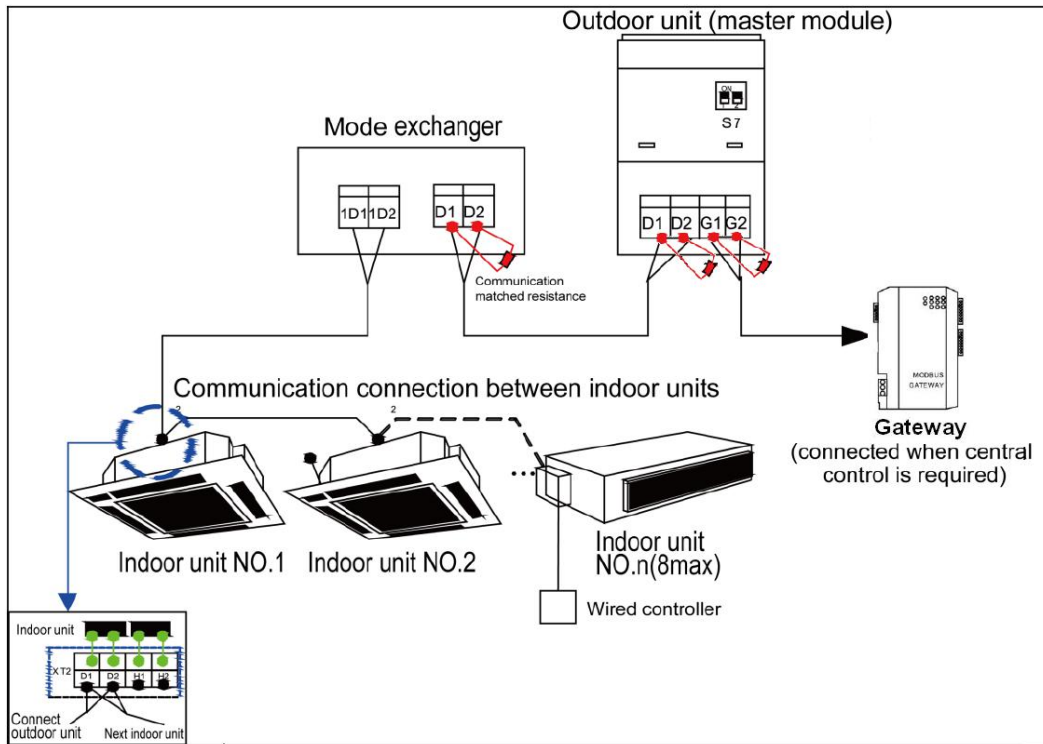 Outdoor unit (master module)
ON
1 2
S7
Mode exchanger
1D1 1D2
D1 D2
D1 D2 G1 G2
Communication
matched resistance
MODBUS
GATEWAY
Communication connection between indoor units
2
2
Gateway
(connected when central
control is required)
Indoor unit NO.1
Indoor unit NO.2
Indoor unit
NO.n(8max)
Wired controller
Indoor unit
XT2
D1 D2 H1 H2
Connect
outdoor unit
Next indoor unit